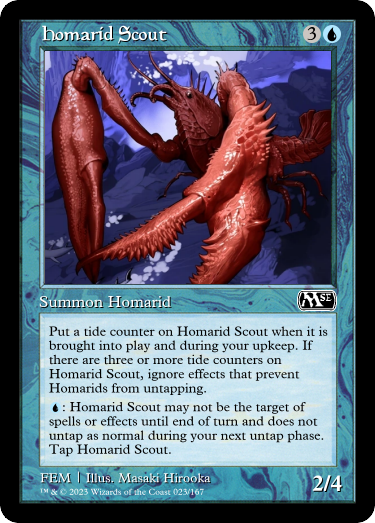 Homarid Scout 3
MSE
Summon Homarid
Put a tide counter on Homarid Scout when it is
brought into play and during your upkeep. If
there are three or more tide counters on
Homarid Scout, ignore effects that prevent
Homarids from untapping.
: Homarid Scout may not be the target of
spells or effects until end of turn and does not
untap as normal during your next untap phase.
Tap Homarid Scout.
FEM | Illus. Masaki Hirooka
™ & © 2023 Wizards of the Coast 023/167
2/4